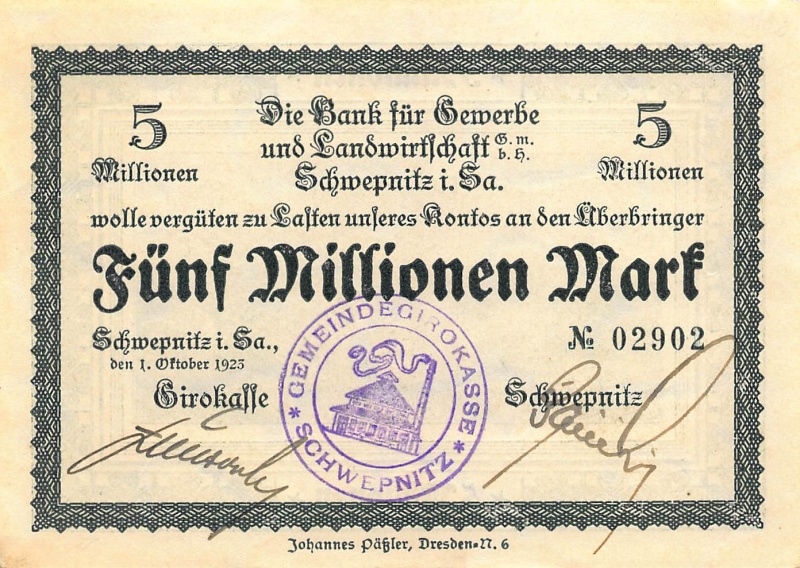 5
Millionen
Die Bank für Gewerbe
und Landwirtschaft G. m. b. H.
Schwepnitz i. Sa.
5
Millionen
wolle vergüten zu Lasten unseres Kontos an den Überbringer
Fünf Millionen Mark
Schwepnitz i. Sa.,
den 1. Oktober 1923
№ 02902
Girokasse Schwepnitz
* GEMEINDEGIROKASSE * SCHWEPNITZ
Johannes Päßler, Dresden-N. 6